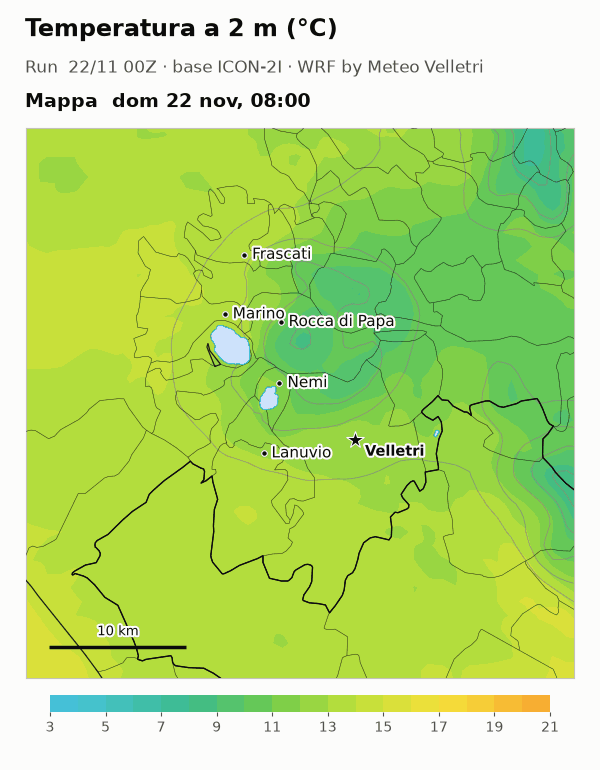 Temperatura a 2 m (°C)
Run  22/11 00Z · base ICON-2I · WRF by Meteo Velletri
Mappa  dom 22 nov, 08:00
Frascati
Marino
Rocca di Papa
Nemi
Velletri
Lanuvio
10 km
3 5 7 9 11 13 15 17 19 21